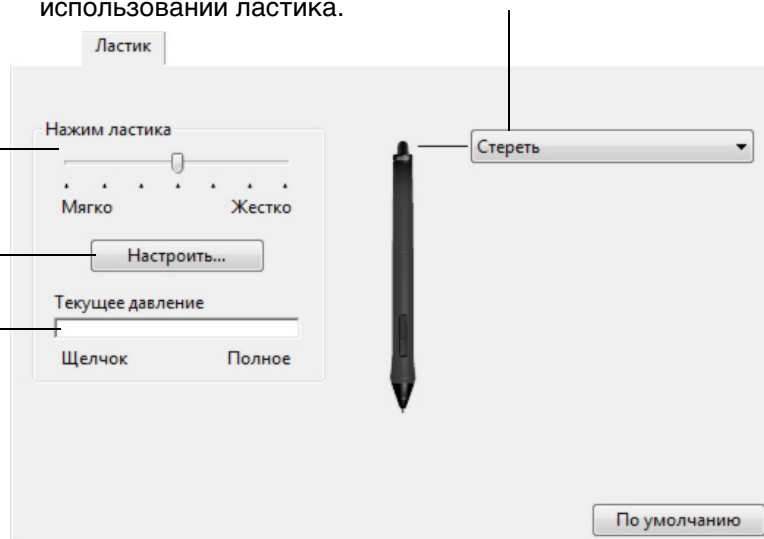 использовании ластика.
Ластик
Нажим ластика
Стереть
Мягко Жестко
Настроить...
Текущее давление
Щелчок Полное
По умолчанию